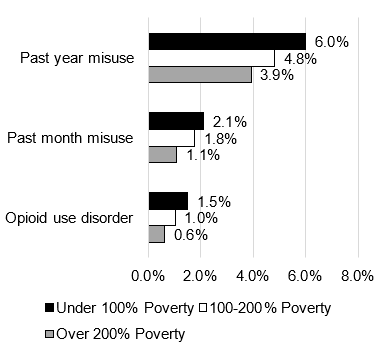 Past year misuse
6.0%
4.8%
3.9%
Past month misuse
2.1%
1.8%
1.1%
Opioid use disorder
1.5%
1.0%
0.6%
0.0% 2.0% 4.0% 6.0% 8.0%
Under 100% Poverty 100-200% Poverty
Over 200% Poverty